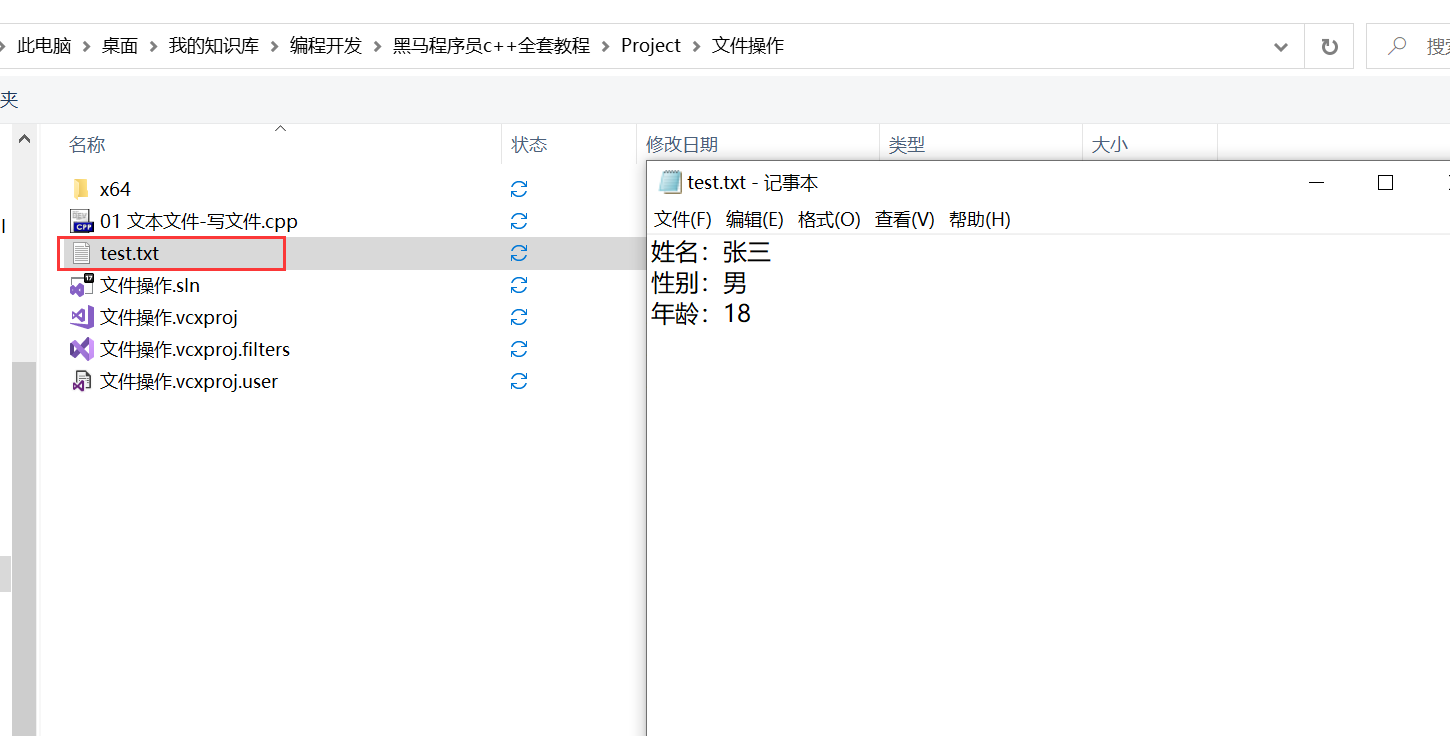 此电脑 > 桌面 > 我的知识库 > 编程开发 > 黑马程序员c++全套教程 > Project > 文件操作
搜索
夹
名称 状态 修改日期 类型 大小
x64
01 文本文件-写文件.cpp
test.txt
文件操作.sln
文件操作.vcxproj
文件操作.vcxproj.filters
文件操作.vcxproj.user
test.txt - 记事本
文件(F) 编辑(E) 格式(O) 查看(V) 帮助(H)
姓名：张三
性别：男
年龄：18